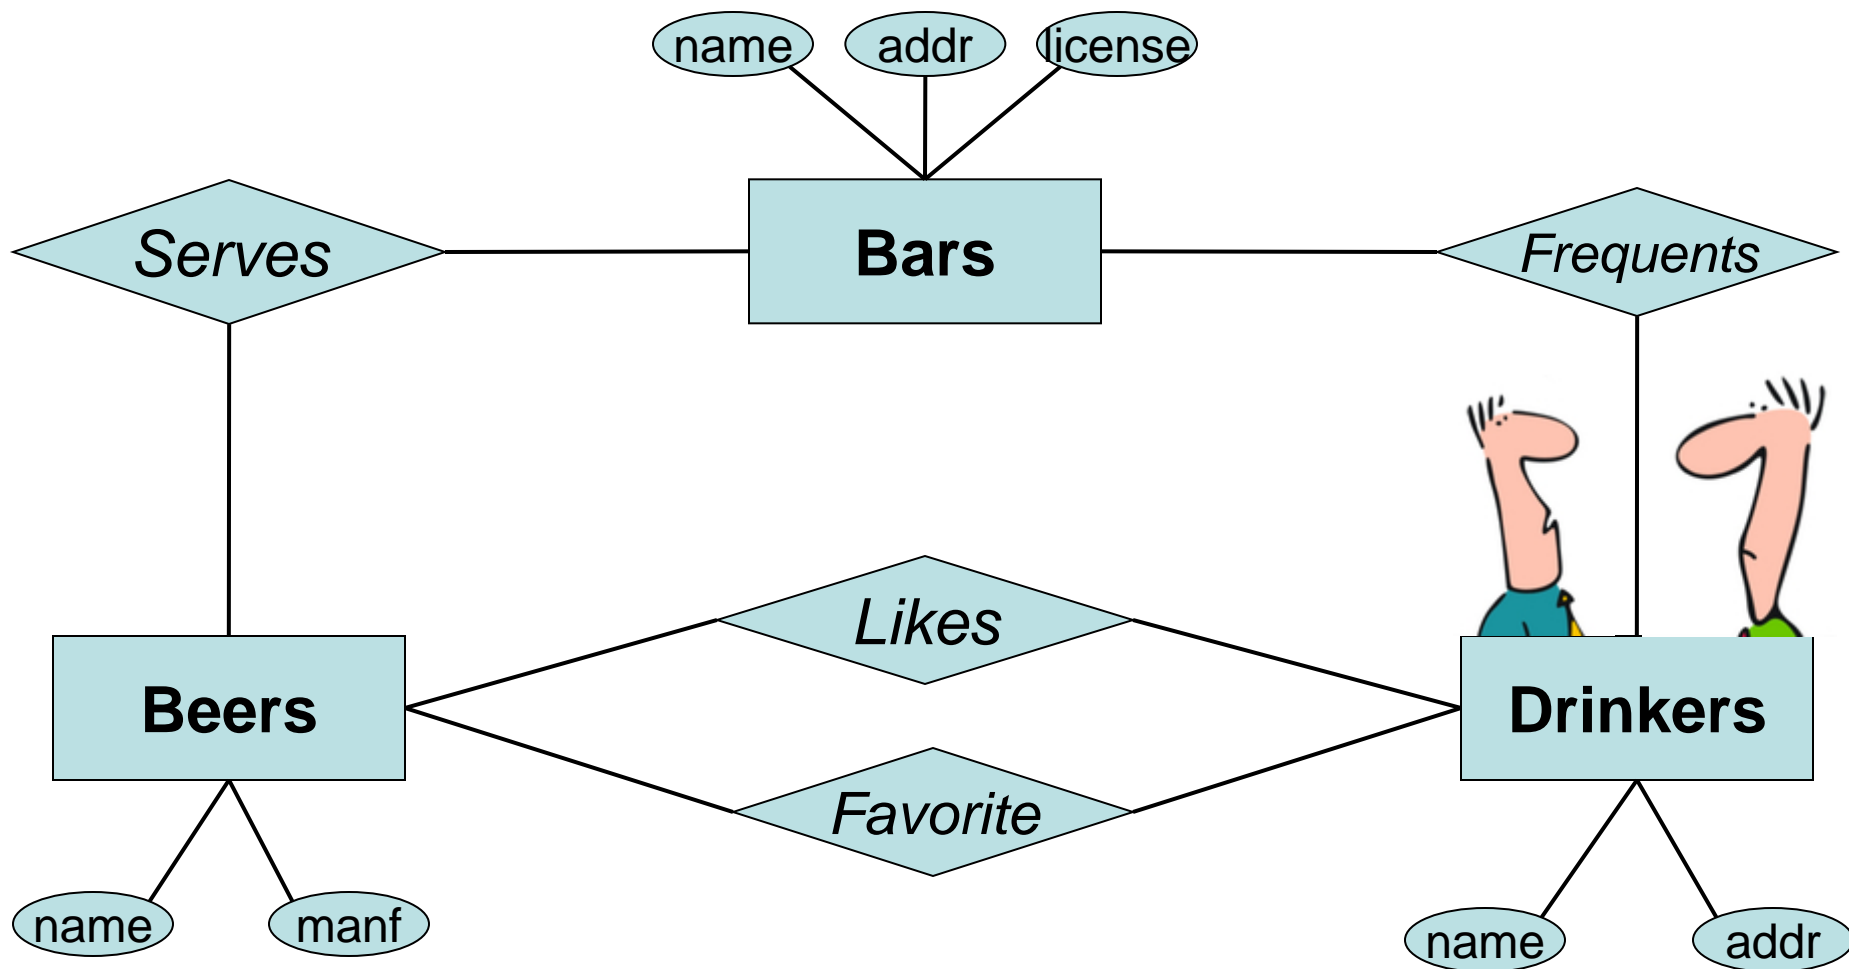 name addr license
Serves Bars Frequents
Likes
Beers Drinkers
Favorite
name manf name addr